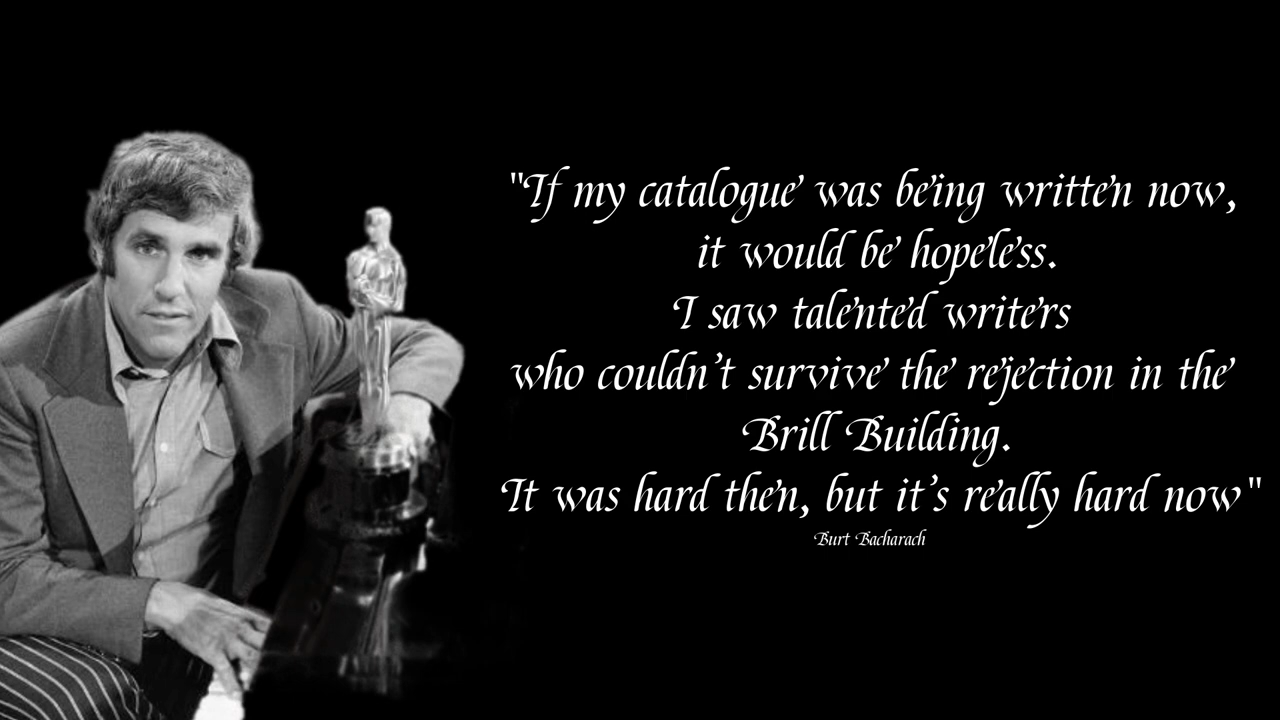 "If my catalogue was being written now,
it would be hopeless.
I saw talented writers
who couldn't survive the rejection in the
Brill Building.
It was hard then, but it's really hard now"
Burt Bacharach